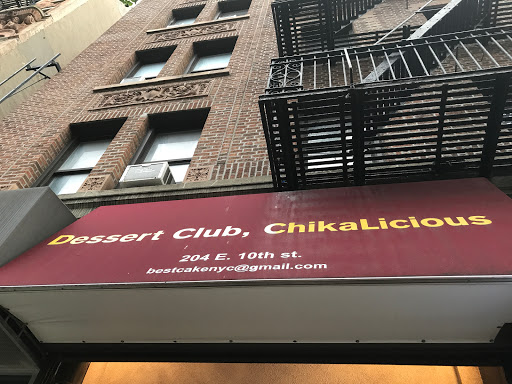 Dessert Club, ChikaLicious
204 E. 10th st.
bestcakenyc@gmail.com